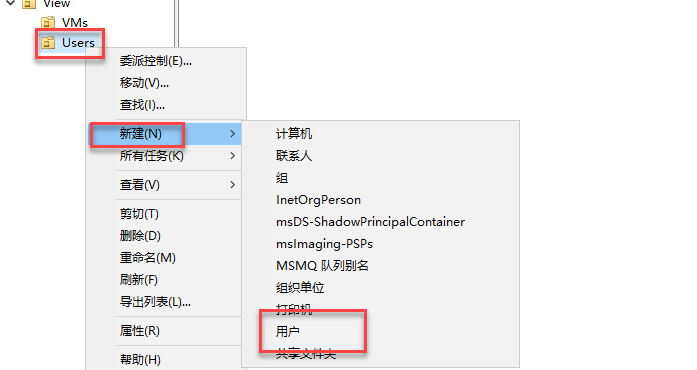 View
VMs
Users
委派控制(E)...
移动(V)...
查找(I)...
新建(N)
所有任务(K)
查看(V)
剪切(T)
删除(D)
重命名(M)
刷新(F)
导出列表(L)...
属性(R)
帮助(H)
计算机
联系人
组
InetOrgPerson
msDS-ShadowPrincipalContainer
msImaging-PSPs
MSMQ 队列别名
组织单位
打印机
用户
共享文件夹